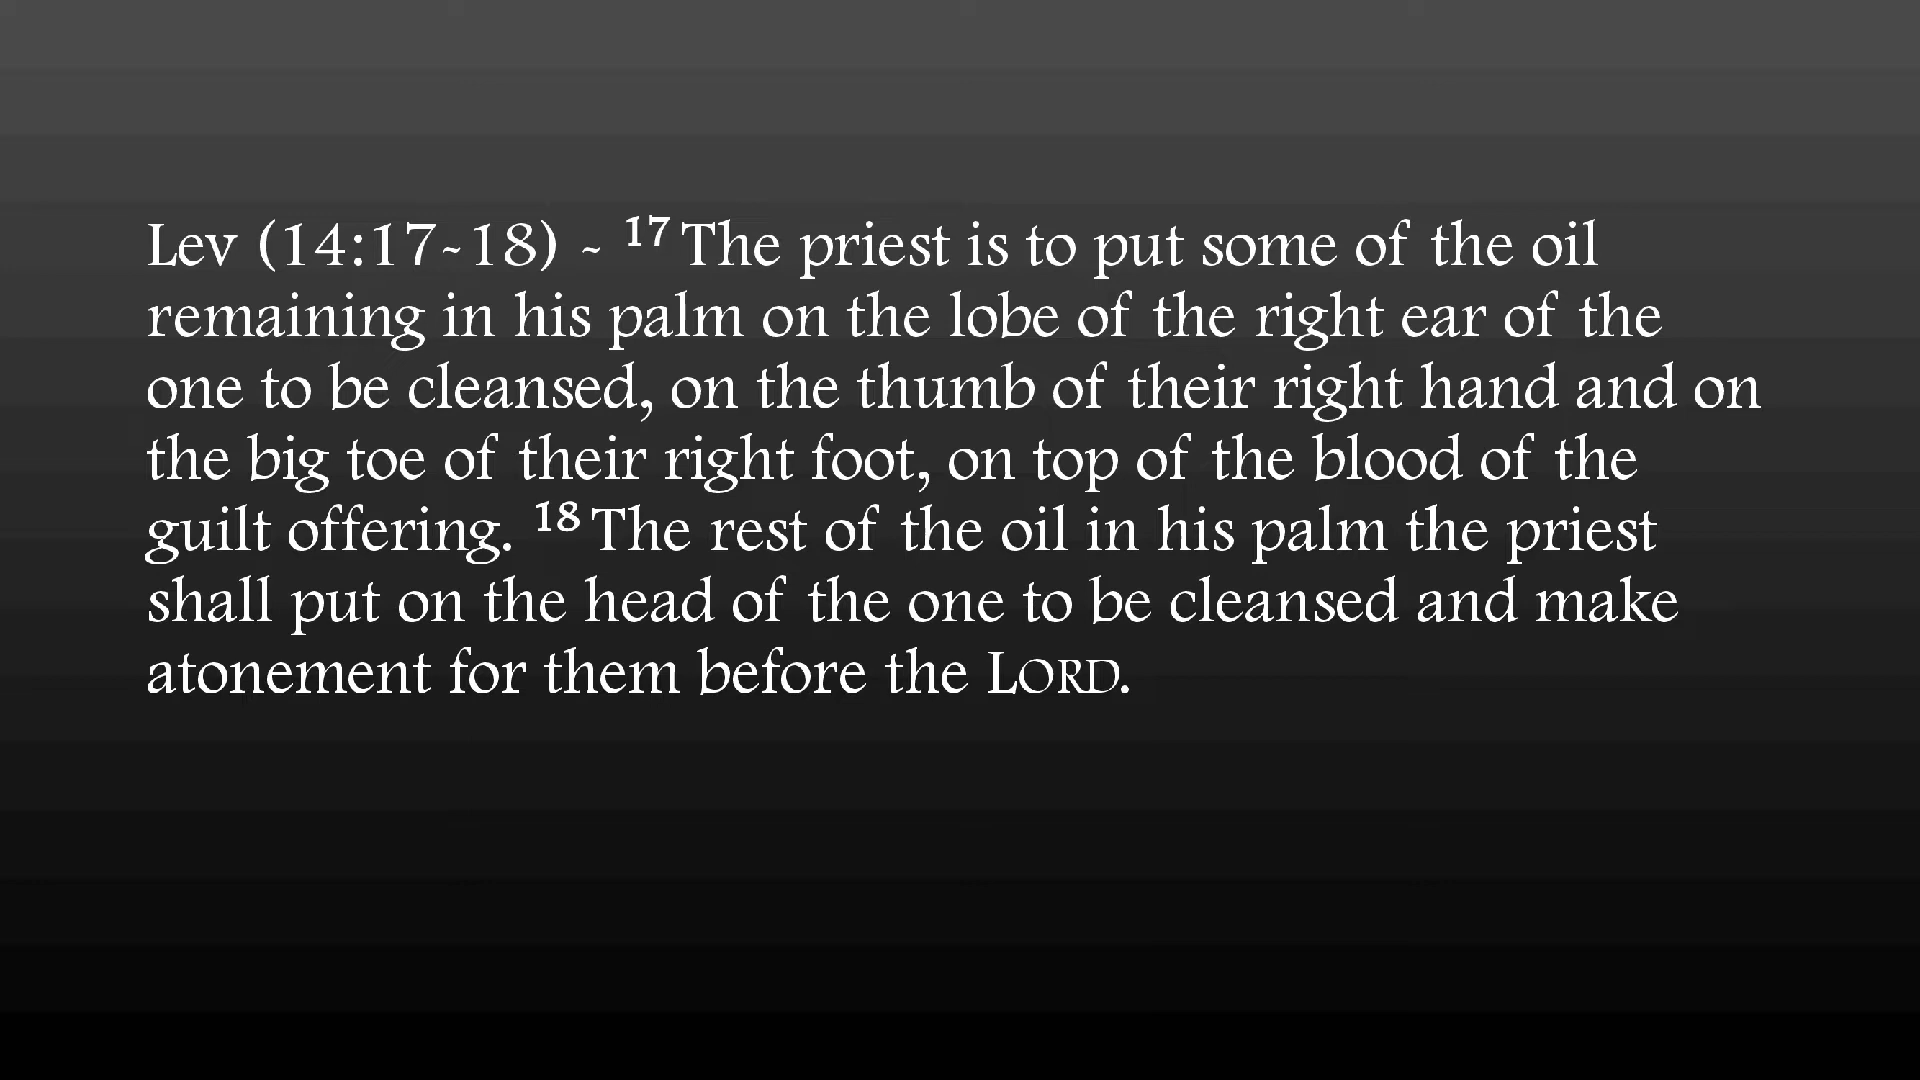 Lev (14:17-18) - ¹⁷ The priest is to put some of the oil
remaining in his palm on the lobe of the right ear of the
one to be cleansed, on the thumb of their right hand and on
the big toe of their right foot, on top of the blood of the
guilt offering. ¹⁸ The rest of the oil in his palm the priest
shall put on the head of the one to be cleansed and make
atonement for them before the LORD.